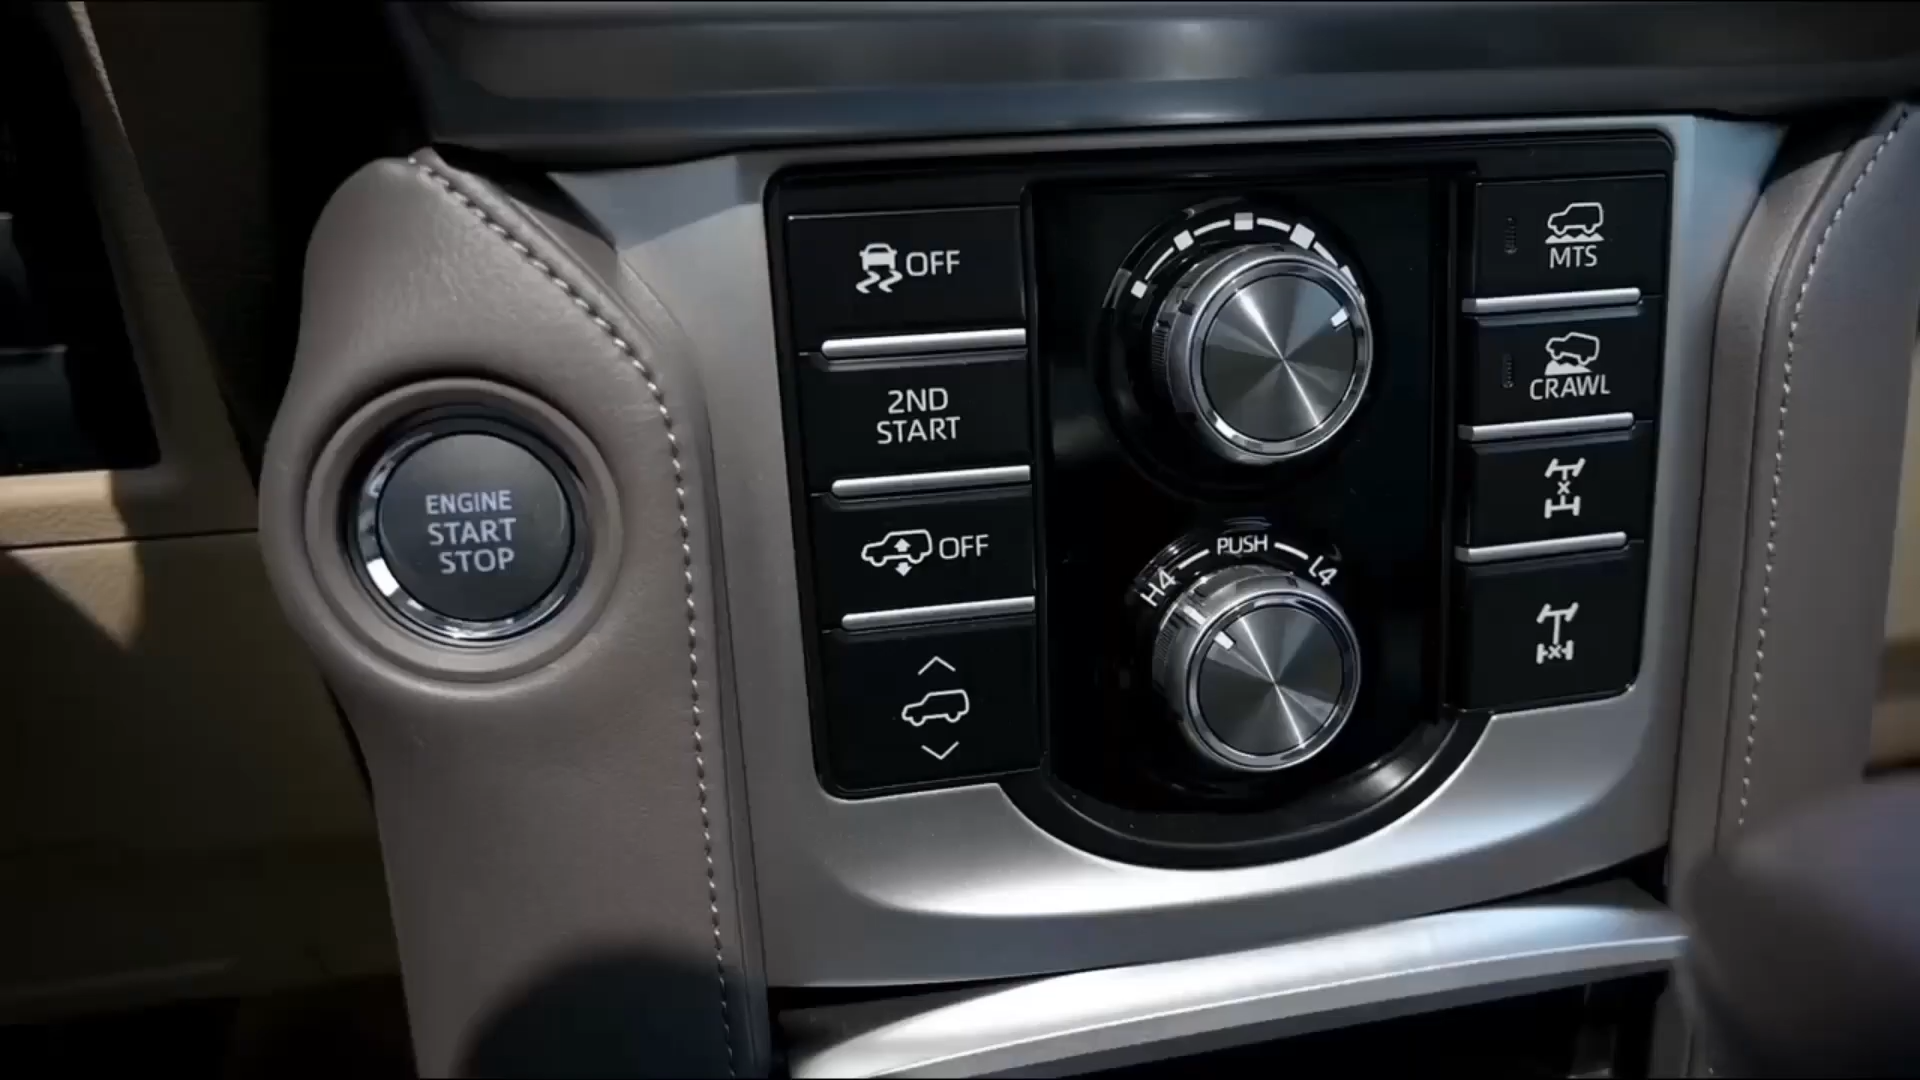 ENGINE
START
STOP
OFF
2ND
START
OFF
PUSH
H4
L4
MTS
CRAWL